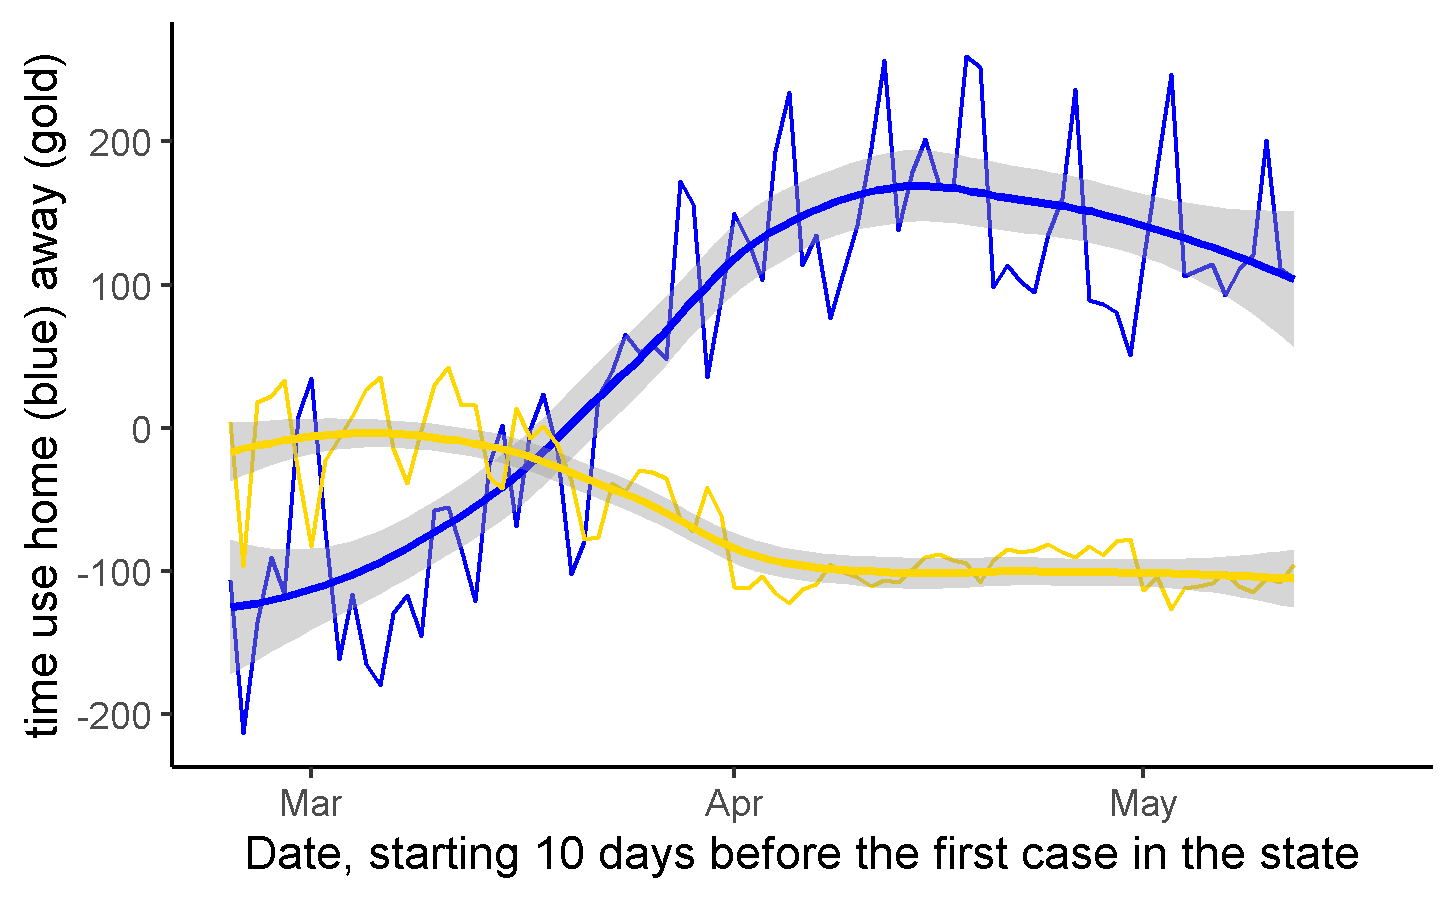 time use home (blue) away (gold)
200
100
0
-100
-200
Mar Apr May
Date, starting 10 days before the first case in the state